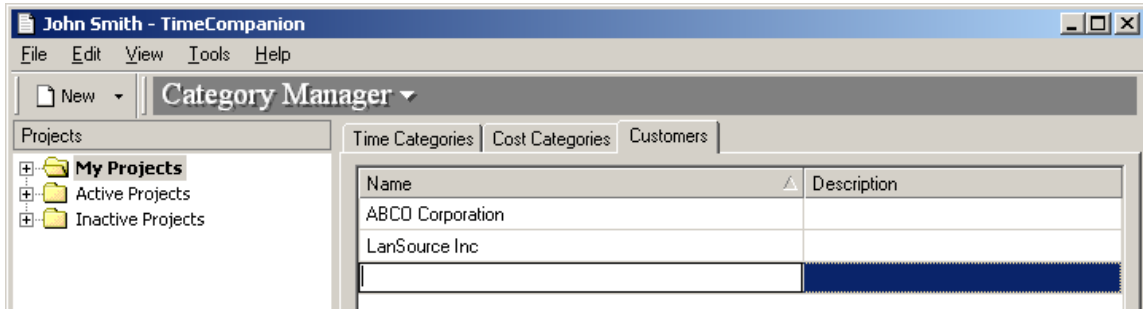 John Smith - TimeCompanion
File Edit View Tools Help
New Category Manager
Projects
Time Categories Cost Categories Customers
My Projects
Active Projects
Inactive Projects
Name Description
ABCO Corporation
LanSource Inc